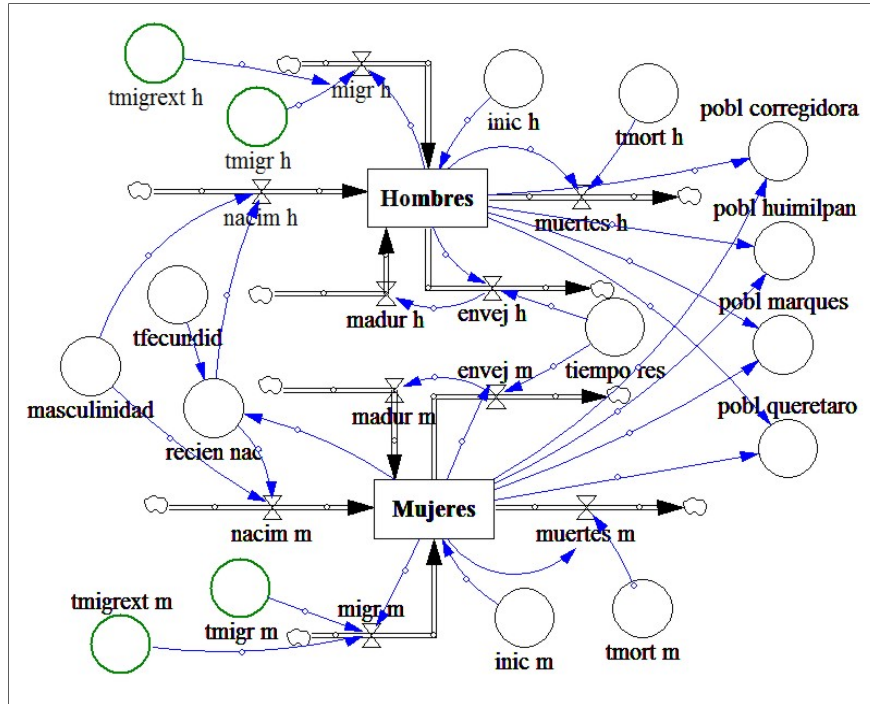 tmigrext h
migr h
inic h
tmort h
pobl corregidora
tmigr h
Hombres
nacim h
muertes h
pobl huimilpan
madur h
envej h
pobl marques
tfecundid
envej m
tiempo res
masculinidad
madur m
pobl queretaro
recien nac
Mujeres
nacim m
muertes m
tmigrext m
tmigr m
migr m
inic m
tmort m